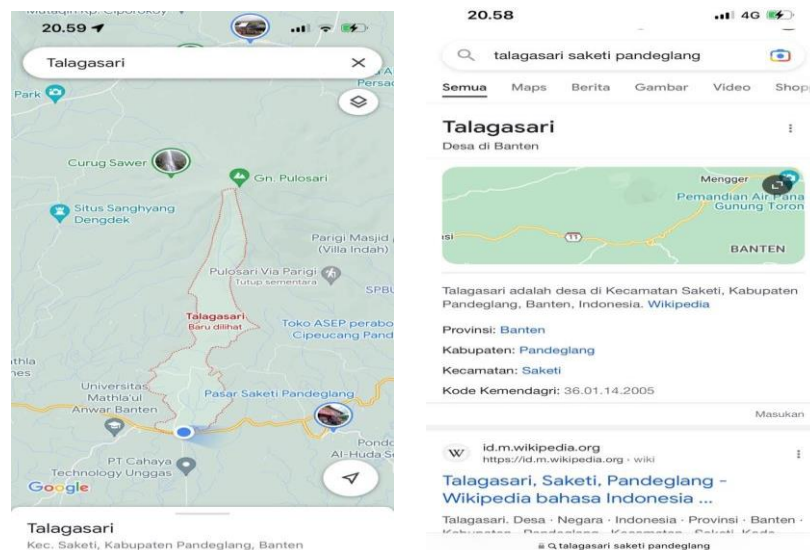 20.59
Talagasari
Park
Persa
Curug Sawer
Gn. Pulosari
Situs Sanghyang
Dengdek
Parigi Masjid
(Villa Indah)
Pulosari Via Parigi
Tutup sementara
SPBU
Talagasari
Baru dilihat
Toko ASEP perabo
Cipeucang Pand
Universitas
Mathla'ul
Anwar Banten
Pasar Saketi Pandeglang
PT Cahaya
Technology Unggas
Pondo
Al-Huda S
Google
Talagasari
Kec. Saketi, Kabupaten Pandeglang, Banten
20.58
4G
talagasari saketi pandeglang
Semua Maps Berita Gambar Video Shop
Talagasari
Desa di Banten
Mengger
Pemandian Air Pana
Gunung Toron
11
BANTEN
Talagasari adalah desa di Kecamatan Saketi, Kabupaten
Pandeglang, Banten, Indonesia. Wikipedia
Provinsi: Banten
Kabupaten: Pandeglang
Kecamatan: Saketi
Kode Kemendagri: 36.01.14.2005
Masukan
W
id.m.wikipedia.org
https://id.m.wikipedia.org › wiki
Talagasari, Saketi, Pandeglang -
Wikipedia bahasa Indonesia ...
Talagasari. Desa · Negara · Indonesia · Provinsi · Banten ·
talagasari saketi pandeglang